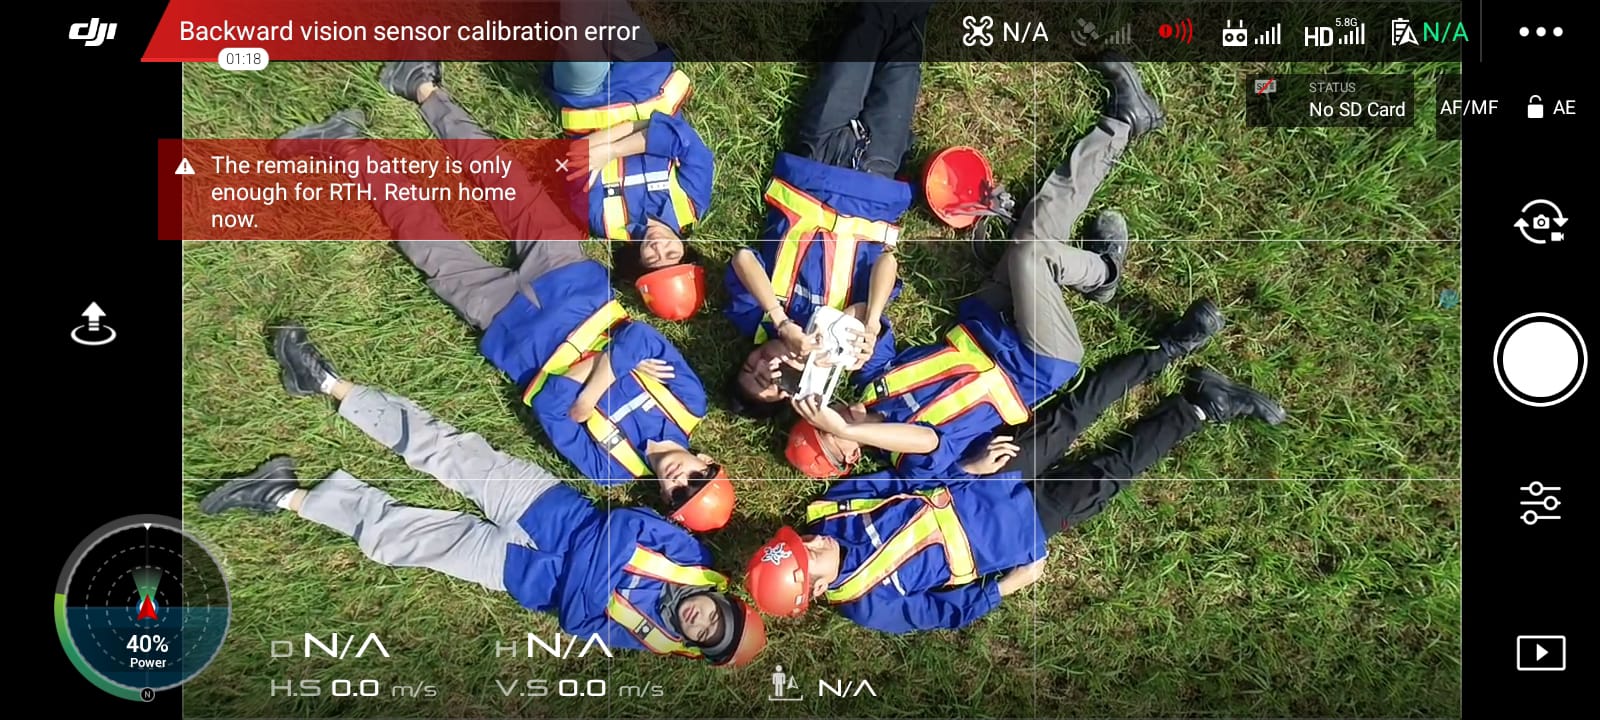 dji
Backward vision sensor calibration error
01:18
N/A
5.8G
HD
N/A
STATUS
No SD Card
AF/MF
AE
The remaining battery is only
enough for RTH. Return home
now.
40%
Power
N
D N/A
H N/A
H.S 0.0 m/s
V.S 0.0 m/s
N/A